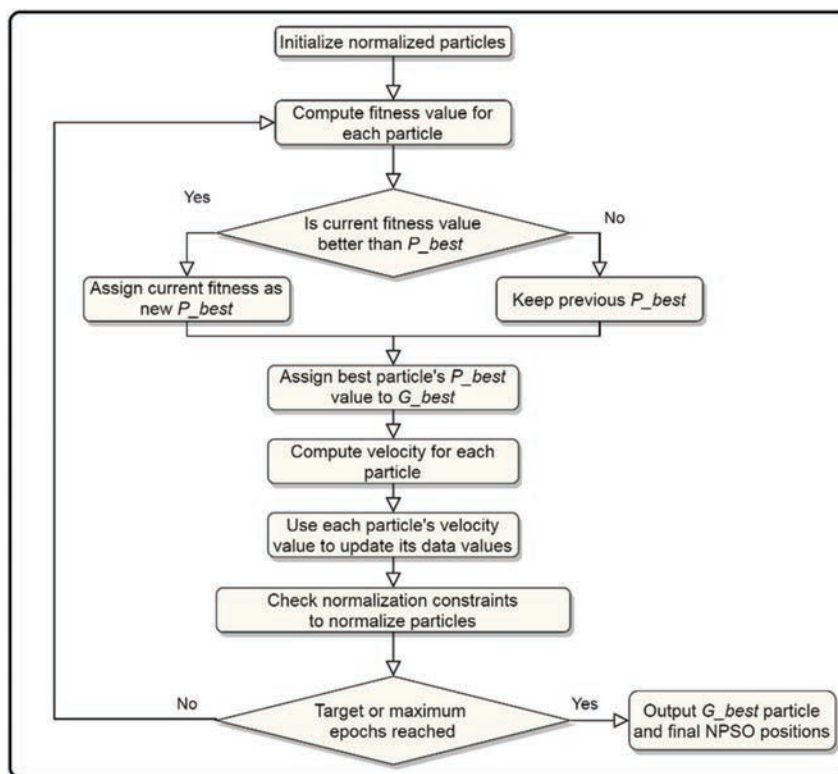 Initialize normalized particles
Compute fitness value for
each particle
Yes
Is current fitness value
better than P_best
No
Assign current fitness as
new P_best
Keep previous P_best
Assign best particle's P_best
value to G_best
Compute velocity for each
particle
Use each particle's velocity
value to update its data values
Check normalization constraints
to normalize particles
No
Target or maximum
epochs reached
Yes
Output G_best particle
and final NPSO positions